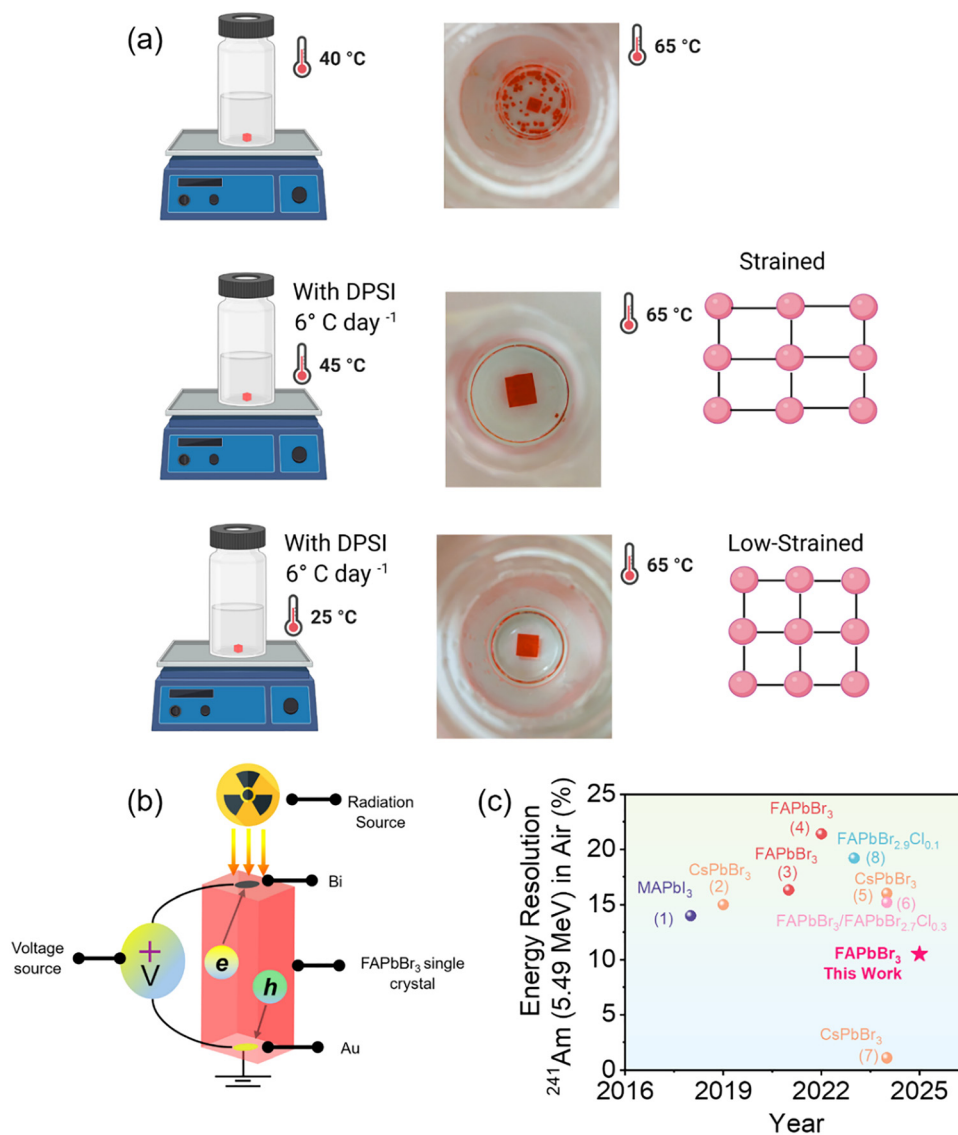 (a)
40 °C
65 °C
With DPSI
6° C day -1
45 °C
65 °C
Strained
With DPSI
6° C day -1
25 °C
65 °C
Low-Strained
(b)
Radiation
Source
Bi
Voltage
source
+
V
e
h
FAPbBr3 single
crystal
Au
(c)
Energy Resolution
241Am (5.49 MeV) in Air (%)
25
20
15
10
5
0
FAPbBr3
(4)
FAPbBr2.9Cl0.1
(8)
FAPbBr3
(3)
CsPbBr3
(2)
CsPbBr3
(5)
MAPbI3
(1)
(6)
FAPbBr3/FAPbBr2.7Cl0.3
FAPbBr3
This Work
CsPbBr3
(7)
2016 2019 2022 2025
Year